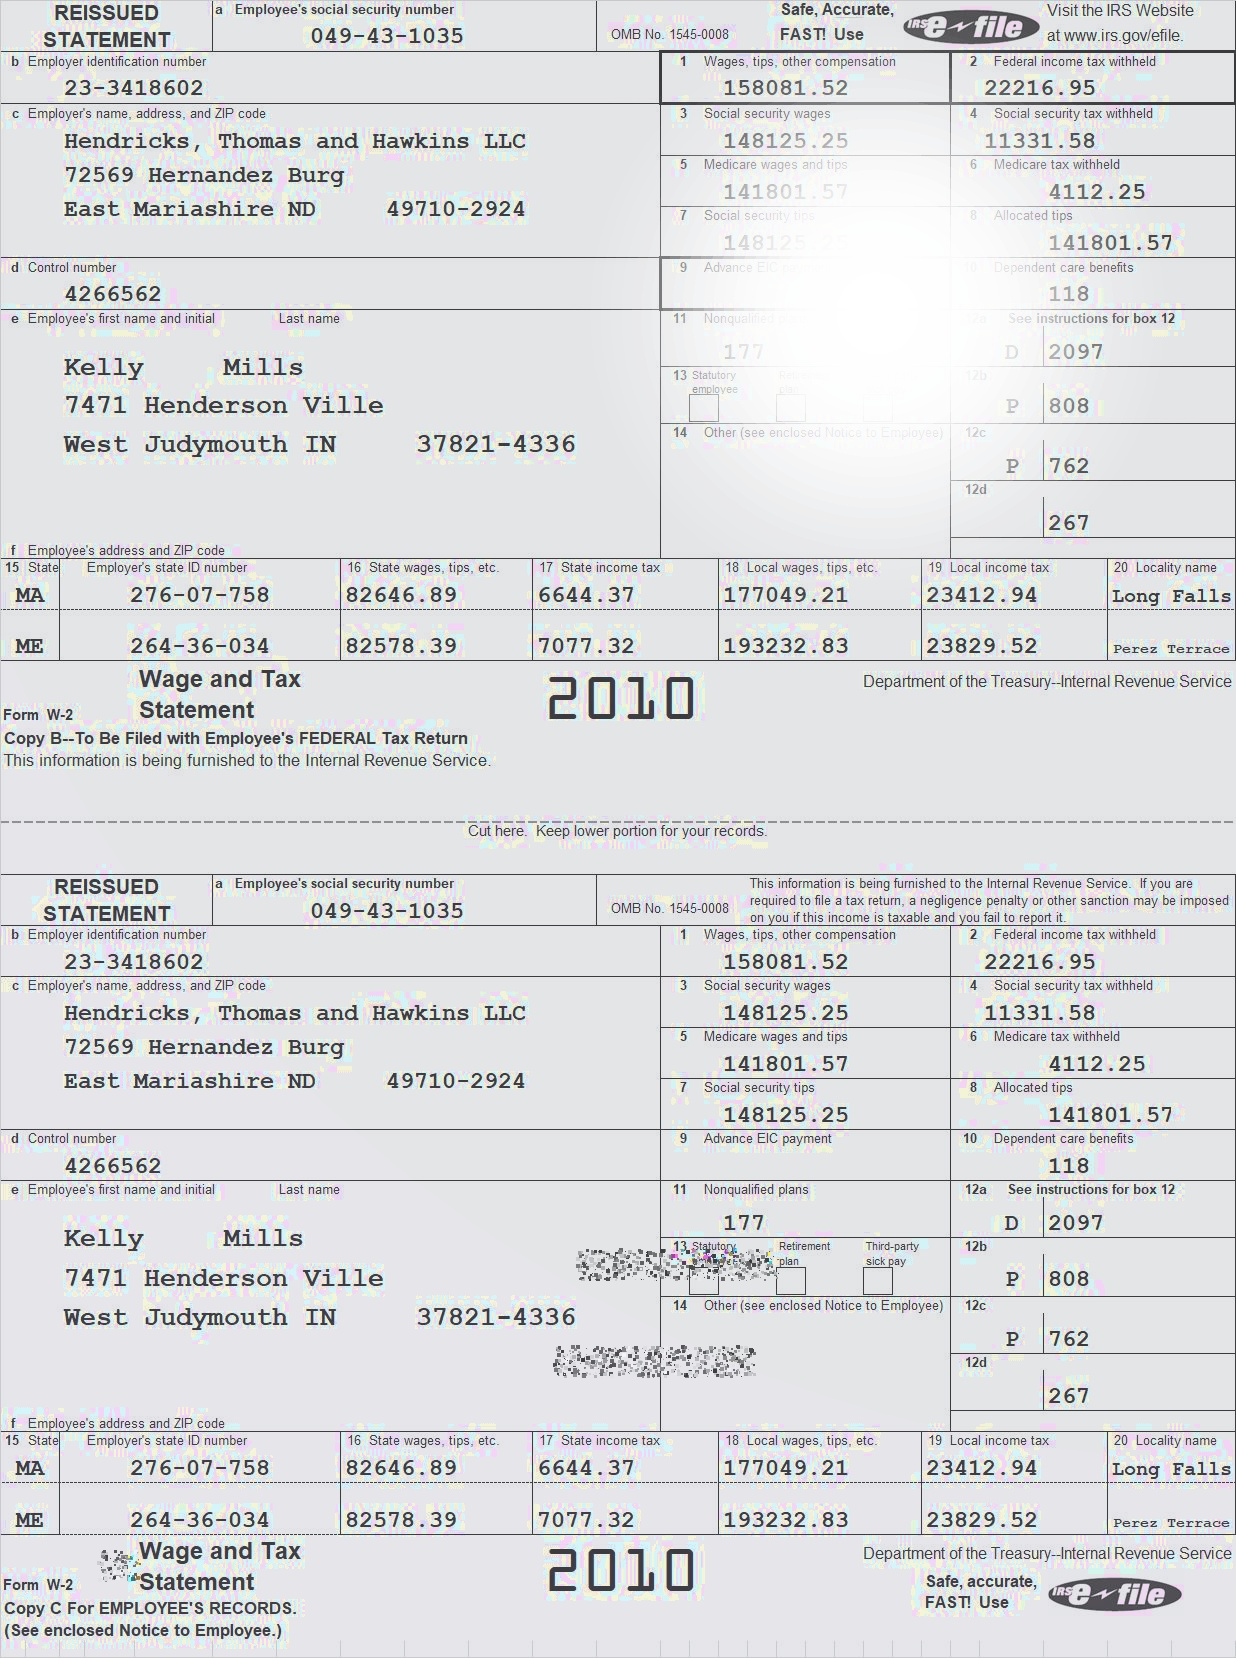 REISSUED STATEMENT
a Employee's social security number
049-43-1035
OMB No. 1545-0008
Safe, Accurate, FAST! Use
IRS e-file
Visit the IRS Website at www.irs.gov/efile.
b Employer identification number
23-3418602
1 Wages, tips, other compensation
158081.52
2 Federal income tax withheld
22216.95
c Employer's name, address, and ZIP code
Hendricks, Thomas and Hawkins LLC
72569 Hernandez Burg
East Mariashire ND 49710-2924
3 Social security wages
148125.25
4 Social security tax withheld
11331.58
5 Medicare wages and tips
141801.57
6 Medicare tax withheld
4112.25
7 Social security tips
148125.25
8 Allocated tips
141801.57
d Control number
4266562
9 Advance EIC
10 Dependent care benefits
118
e Employee's first name and initial Last name
Kelly Mills
7471 Henderson Ville
West Judymouth IN 37821-4336
11 Nonqualified
177
12a See instructions for box 12
D 2097
13 Statutory employee
12b
P 808
14 Other (see enclosed Notice to Employee)
12c
P 762
12d
267
f Employee's address and ZIP code
15 State Employer's state ID number 16 State wages, tips, etc. 17 State income tax 18 Local wages, tips, etc. 19 Local income tax 20 Locality name
MA 276-07-758 82646.89 6644.37 177049.21 23412.94 Long Falls
ME 264-36-034 82578.39 7077.32 193232.83 23829.52 Perez Terrace
Form W-2 Wage and Tax Statement
2010
Department of the Treasury--Internal Revenue Service
Copy B--To Be Filed with Employee's FEDERAL Tax Return
This information is being furnished to the Internal Revenue Service.
Cut here. Keep lower portion for your records.
REISSUED STATEMENT
a Employee's social security number
049-43-1035
OMB No. 1545-0008
This information is being furnished to the Internal Revenue Service. If you are
required to file a tax return, a negligence penalty or other sanction may be imposed
on you if this income is taxable and you fail to report it.
b Employer identification number
23-3418602
1 Wages, tips, other compensation
158081.52
2 Federal income tax withheld
22216.95
c Employer's name, address, and ZIP code
Hendricks, Thomas and Hawkins LLC
72569 Hernandez Burg
East Mariashire ND 49710-2924
3 Social security wages
148125.25
4 Social security tax withheld
11331.58
5 Medicare wages and tips
141801.57
6 Medicare tax withheld
4112.25
7 Social security tips
148125.25
8 Allocated tips
141801.57
d Control number
4266562
9 Advance EIC payment
10 Dependent care benefits
118
e Employee's first name and initial Last name
Kelly Mills
7471 Henderson Ville
West Judymouth IN 37821-4336
11 Nonqualified plans
177
12a See instructions for box 12
D 2097
13 Statutory
Retirement plan
Third-party sick pay
12b
P 808
14 Other (see enclosed Notice to Employee)
12c
P 762
12d
267
f Employee's address and ZIP code
15 State Employer's state ID number 16 State wages, tips, etc. 17 State income tax 18 Local wages, tips, etc. 19 Local income tax 20 Locality name
MA 276-07-758 82646.89 6644.37 177049.21 23412.94 Long Falls
ME 264-36-034 82578.39 7077.32 193232.83 23829.52 Perez Terrace
Form W-2 Wage and Tax Statement
2010
Department of the Treasury--Internal Revenue Service
Safe, accurate, FAST! Use
IRS e-file
Copy C For EMPLOYEE'S RECORDS.
(See enclosed Notice to Employee.)